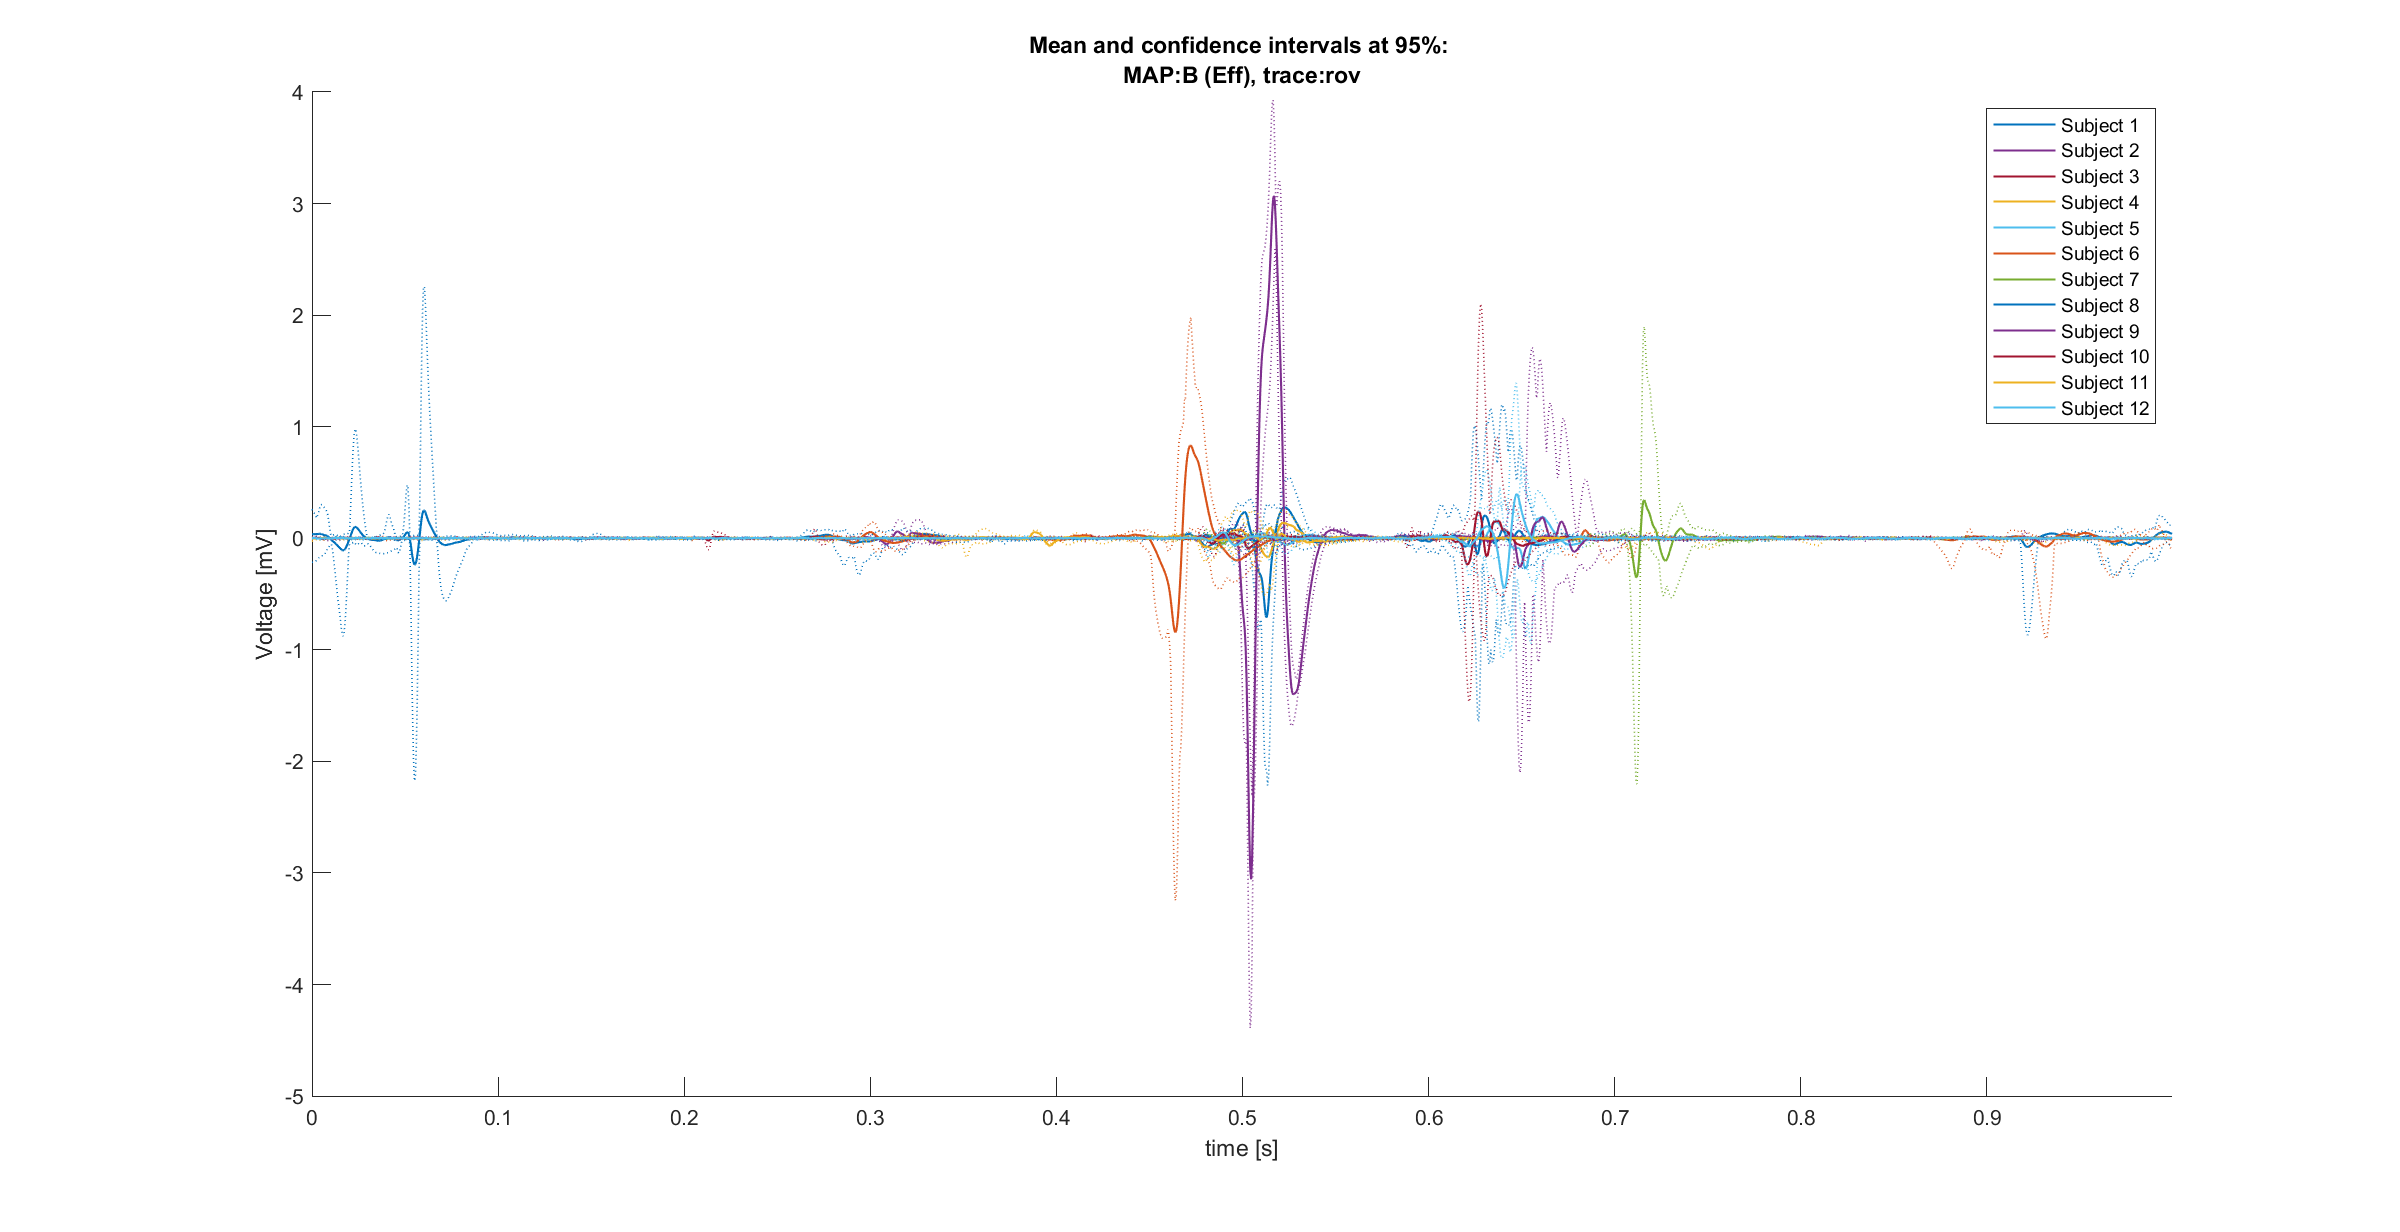 Mean and confidence intervals at 95%:
MAP:B (Eff), trace:rov
4
3
2
1
0
-1
-2
-3
-4
-5
Voltage [mV]
0 0.1 0.2 0.3 0.4 0.5 0.6 0.7 0.8 0.9
time [s]
Subject 1
Subject 2
Subject 3
Subject 4
Subject 5
Subject 6
Subject 7
Subject 8
Subject 9
Subject 10
Subject 11
Subject 12